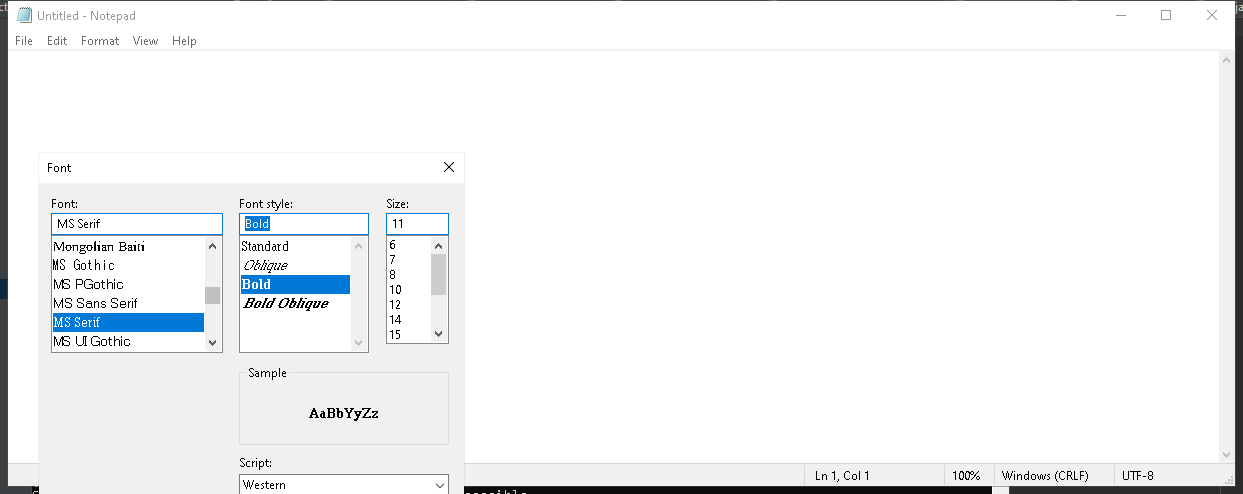 Untitled - Notepad
File Edit Format View Help
Font
Font: Font style: Size:
MS Serif Bold 11
Mongolian Baiti Standard 6
MS Gothic Oblique 7
MS PGothic Bold 8
MS Sans Serif Bold Oblique 10
MS Serif 12
MS UI Gothic 14
15
Sample
AaBbYyZz
Script:
Western
Ln 1, Col 1 100% Windows (CRLF) UTF-8